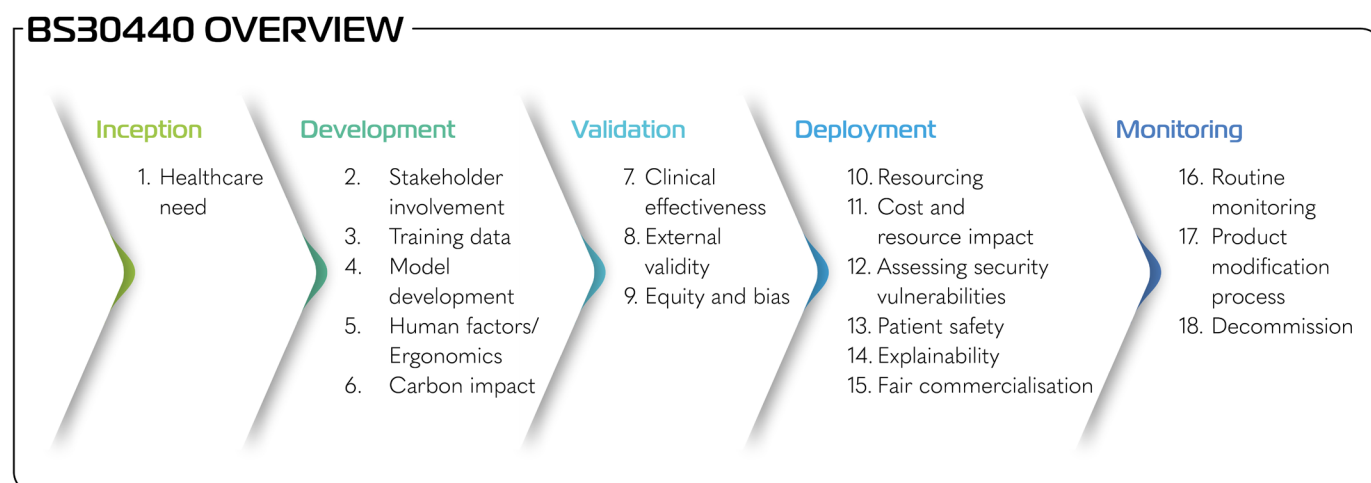 BS30440 OVERVIEW
Inception
1. Healthcare
need
Development
2. Stakeholder
involvement
3. Training data
4. Model
development
5. Human factors/
Ergonomics
6. Carbon impact
Validation
7. Clinical
effectiveness
8. External
validity
9. Equity and bias
Deployment
10. Resourcing
11. Cost and
resource impact
12. Assessing security
vulnerabilities
13. Patient safety
14. Explainability
15. Fair commercialisation
Monitoring
16. Routine
monitoring
17. Product
modification
process
18. Decommission